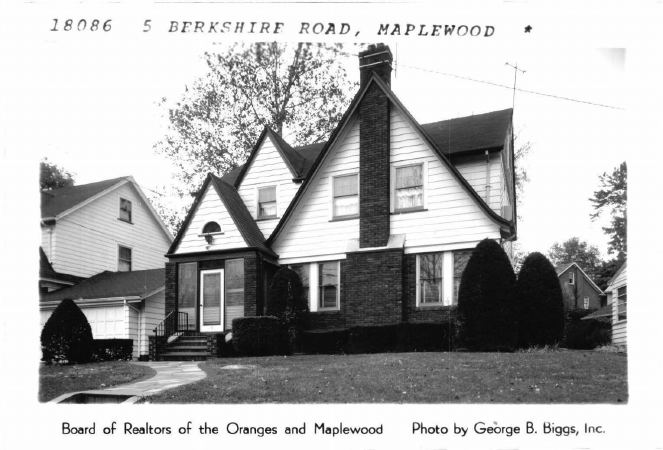 18086 5 BERKSHIRE ROAD, MAPLEWOOD *
Board of Realtors of the Oranges and Maplewood Photo by George B. Biggs, Inc.